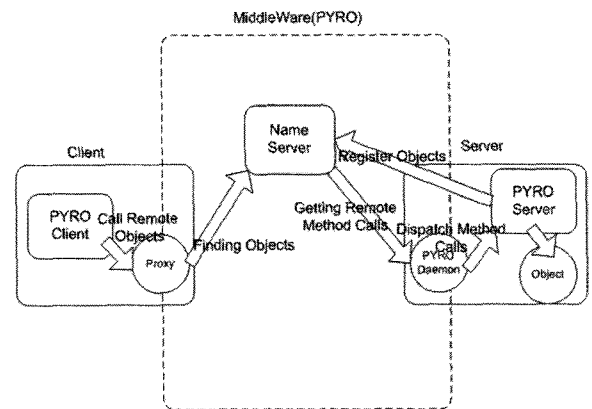 MiddleWare(PYRO)
Name
Server
Client
Server
Register Objects
PYRO
Client
Call Remote
Objects
Proxy
Finding Objects
Getting Remote
Method Calls
PYRO
Server
Dispatch Method
Calls
PYRO
Daemon
Object